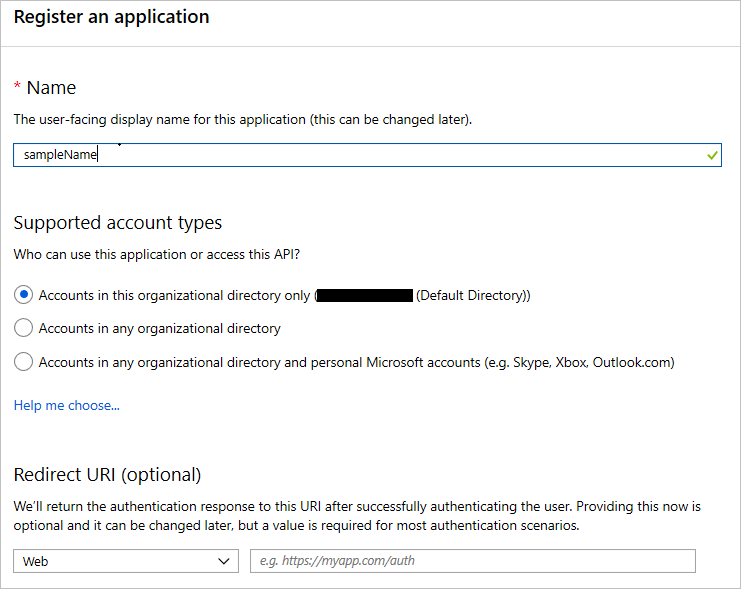 Register an application
* Name
The user-facing display name for this application (this can be changed later).
sampleName
Supported account types
Who can use this application or access this API?
Accounts in this organizational directory only ( (Default Directory))
Accounts in any organizational directory
Accounts in any organizational directory and personal Microsoft accounts (e.g. Skype, Xbox, Outlook.com)
Help me choose...
Redirect URI (optional)
We'll return the authentication response to this URI after successfully authenticating the user. Providing this now is
optional and it can be changed later, but a value is required for most authentication scenarios.
Web e.g. https://myapp.com/auth